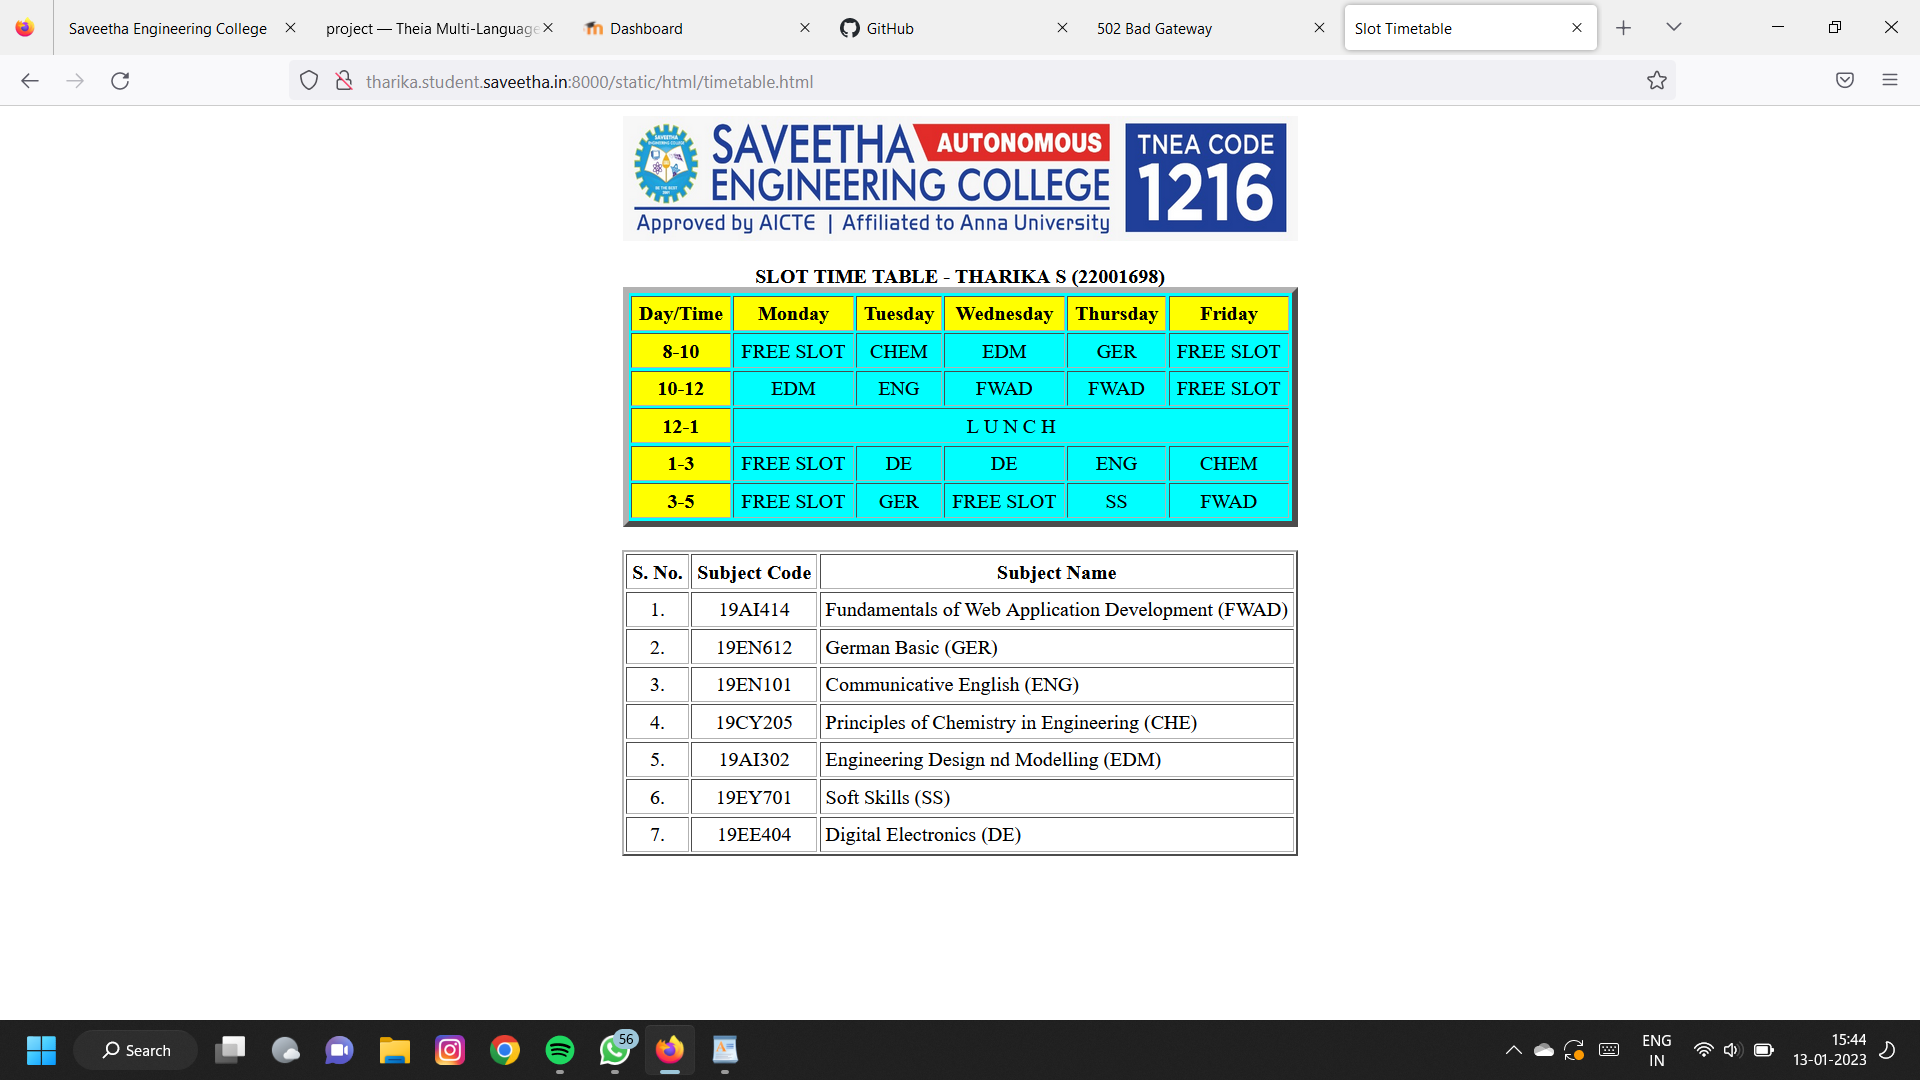 Saveetha Engineering College
project — Theia Multi-Language
Dashboard
GitHub
502 Bad Gateway
Slot Timetable
tharika.student.saveetha.in:8000/static/html/timetable.html
SAVEETHA AUTONOMOUS
ENGINEERING COLLEGE
Approved by AICTE | Affiliated to Anna University
TNEA CODE
1216
SLOT TIME TABLE - THARIKA S (22001698)
Day/Time Monday Tuesday Wednesday Thursday Friday
8-10 FREE SLOT CHEM EDM GER FREE SLOT
10-12 EDM ENG FWAD FWAD FREE SLOT
12-1 L U N C H
1-3 FREE SLOT DE DE ENG CHEM
3-5 FREE SLOT GER FREE SLOT SS FWAD
S. No. Subject Code Subject Name
1. 19AI414 Fundamentals of Web Application Development (FWAD)
2. 19EN612 German Basic (GER)
3. 19EN101 Communicative English (ENG)
4. 19CY205 Principles of Chemistry in Engineering (CHE)
5. 19AI302 Engineering Design nd Modelling (EDM)
6. 19EY701 Soft Skills (SS)
7. 19EE404 Digital Electronics (DE)
Search
56
ENG
IN
15:44
13-01-2023